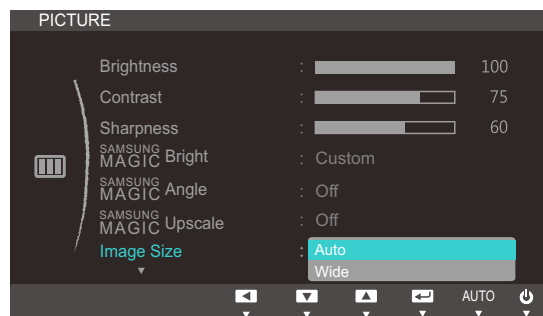 PICTURE
Brightness : 100
Contrast : 75
Sharpness : 60
SAMSUNG MAGIC Bright : Custom
SAMSUNG MAGIC Angle : Off
SAMSUNG MAGIC Upscale : Off
Image Size : Auto
Wide
AUTO